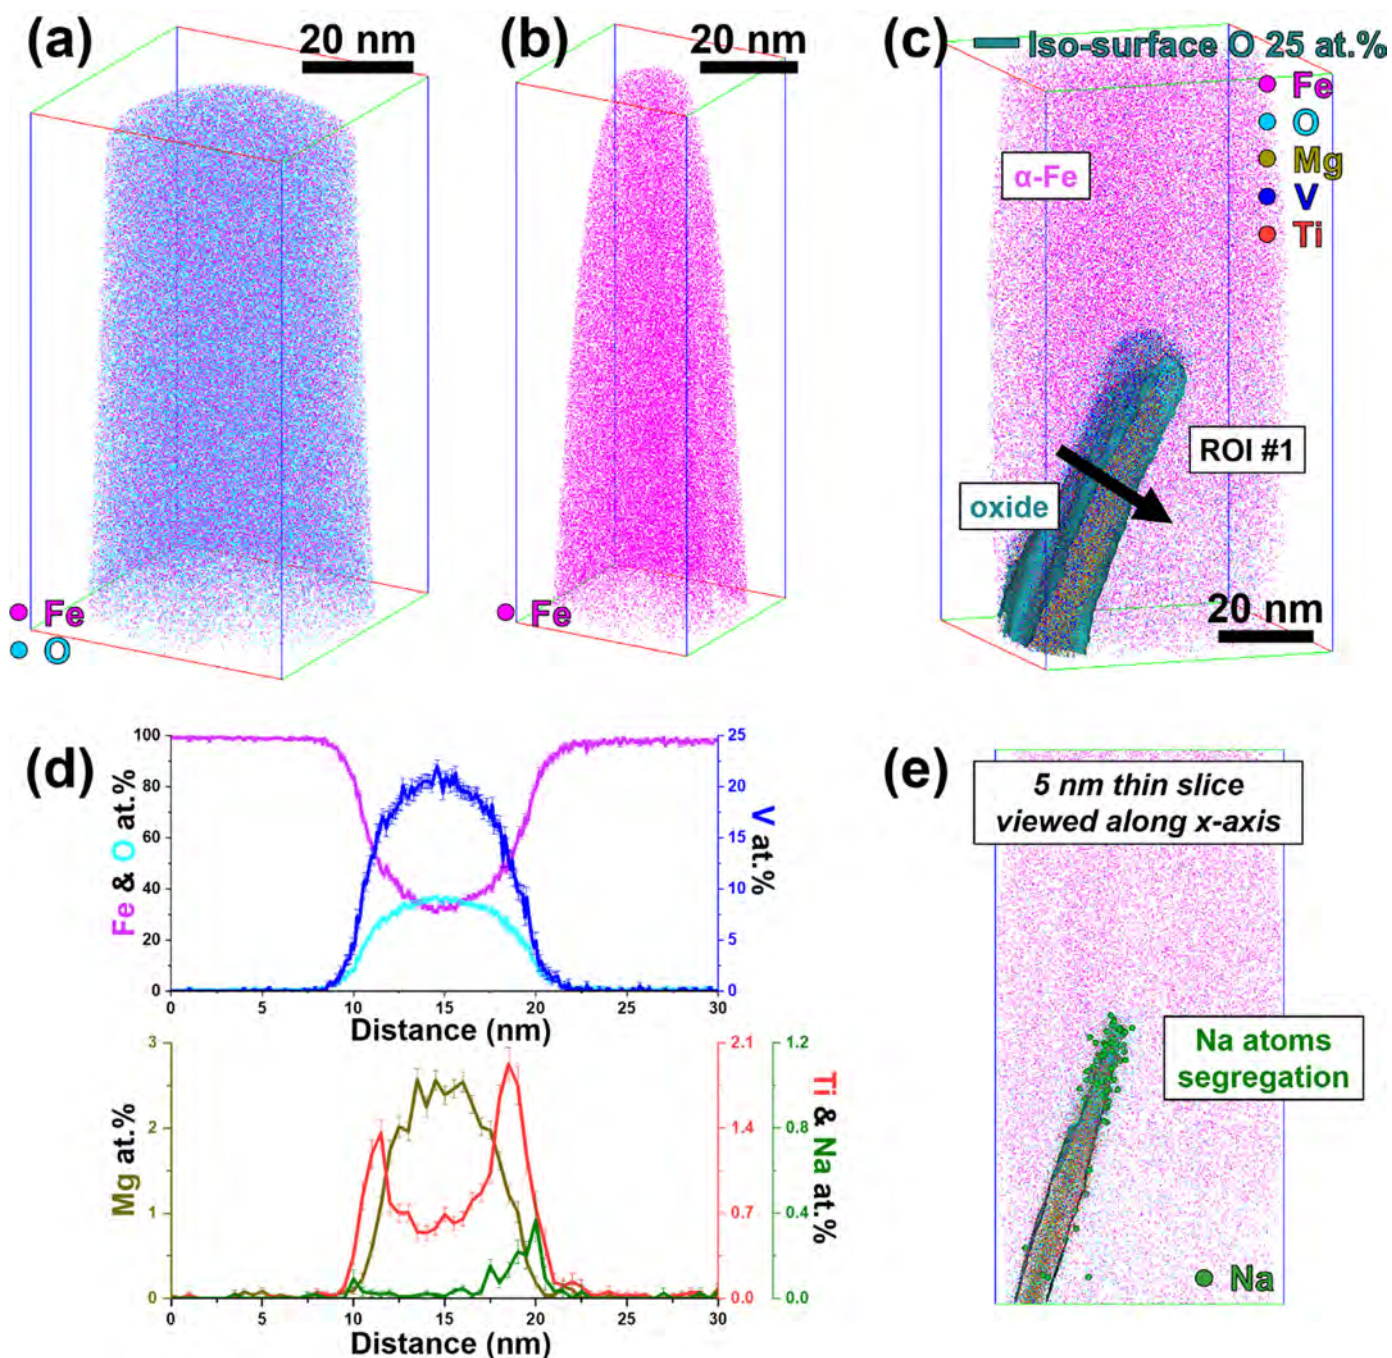 (a)
20 nm
Fe
O
(b)
20 nm
Fe
(c)
Iso-surface O 25 at.%
Fe
O
Mg
V
Ti
α-Fe
ROI #1
oxide
20 nm
(d)
Fe & O at.%
100
80
60
40
20
0
V at.%
25
20
15
10
5
0
0 5 10 15 20 25 30
Distance (nm)
Mg at.%
3
2
1
0
2.1
1.4
0.7
0.0
1.2
0.8
0.4
0.0
Ti & Na at.%
0 5 10 15 20 25 30
Distance (nm)
(e)
5 nm thin slice
viewed along x-axis
Na atoms
segregation
Na